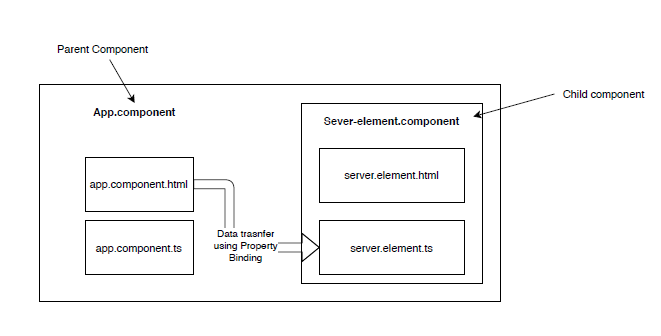 Parent Component
Child component
App.component
Sever-element.component
app.component.html
server.element.html
app.component.ts
Data trasnfer
using Property
Binding
server.element.ts